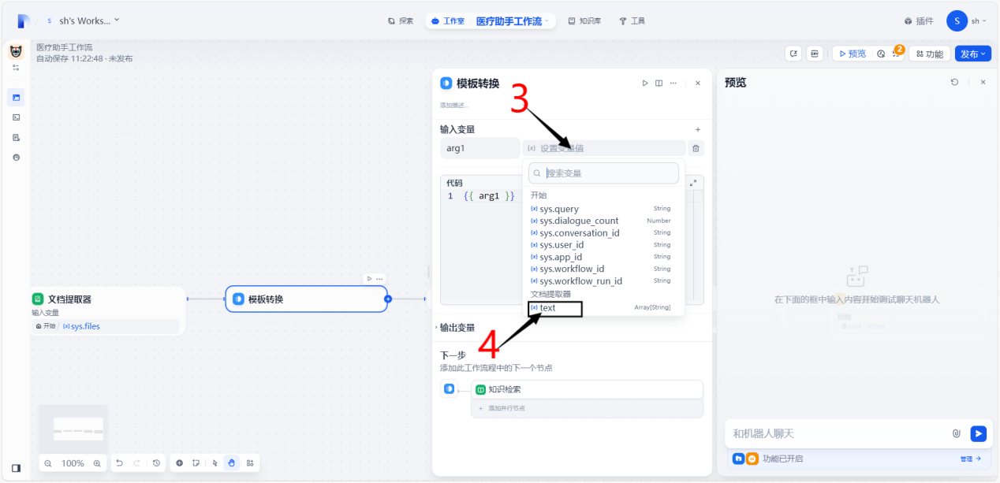 S sh's Works...
探索
工作室 / 医疗助手工作流
知识库
工具
插件
S sh
医疗助手工作流
自动保存 11:22:48 · 未发布
预览
2
功能
发布
模板转换
添加描述...
3
输入变量
arg1
{x} 设置变量值
搜索变量
代码
1 {{ arg1 }}
开始
{x} sys.query String
{x} sys.dialogue_count Number
{x} sys.conversation_id String
{x} sys.user_id String
{x} sys.app_id String
{x} sys.workflow_id String
{x} sys.workflow_run_id String
文档提取器
{x} text Array[String]
4
输出变量
下一步
添加此工作流程中的下一个节点
知识检索
+ 添加并行节点
文档提取器
输入变量
开始 / {x} sys.files
模板转换
100%
预览
在下面的框中输入内容开始调试聊天机器人
和机器人聊天
功能已开启
管理 →